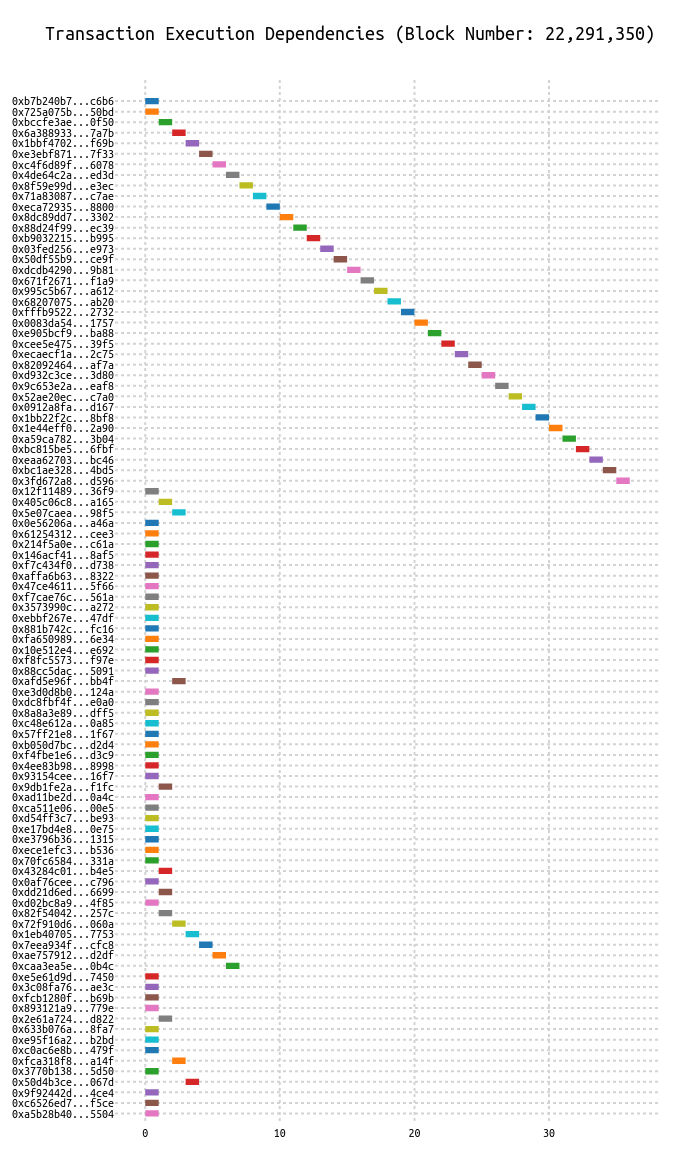 Transaction Execution Dependencies (Block Number: 22,291,350)
0xb7b240b7...c6b6
0x725a075b...50bd
0xbccfe3ae...0f50
0x6a388933...7a7b
0x1bbf4702...f69b
0xe3ebf871...7f33
0xc4f6d89f...6078
0x4de64c2a...ed3d
0x8f59e99d...e3ec
0x71a83087...c7ae
0xeca72935...8800
0x8dc89dd7...3302
0x88d24f99...ec39
0xb9032215...b995
0x03fed256...e973
0x50df55b9...ce9f
0xdcdb4290...9b81
0x671f2671...f1a9
0x995c5b67...a612
0x68207075...ab20
0xfffb9522...2732
0x0083da54...1757
0xe905bcf9...ba88
0xcee5e475...39f5
0xecaecf1a...2c75
0x82092464...af7a
0xd932c3ce...3d80
0x9c653e2a...eaf8
0x52ae20ec...c7a0
0x0912a8fa...d167
0x1bb22f2c...8bf8
0x1e44eff0...2a90
0xa59ca782...3b04
0xbc815be5...6fbf
0xeaa62703...bc46
0xbc1ae328...4bd5
0x3fd672a8...d596
0x12f11489...36f9
0x405c06c8...a165
0x5e07caea...98f5
0x0e56206a...a46a
0x61254312...cee3
0x214f5a0e...c61a
0x146acf41...8af5
0xf7c434f0...d738
0xaffa6b63...8322
0x47ce4611...5f66
0xf7cae76c...561a
0x3573990c...a272
0xebbf267e...47df
0x881b742c...fc16
0xfa650989...6e34
0x10e512e4...e692
0xf8fc5573...f97e
0x88cc5dac...5091
0xafd5e96f...bb4f
0xe3d0d8b0...124a
0xdc8fbf4f...e0a0
0x8a8a3e89...dff5
0xc48e612a...0a85
0x57ff21e8...1f67
0xb050d7bc...d2d4
0xf4fbe1e6...d3c9
0x4ee83b98...8998
0x93154cee...16f7
0x9db1fe2a...f1fc
0xad11be2d...0a4c
0xca511e06...00e5
0xd54ff3c7...be93
0xe17bd4e8...0e75
0xe3796b36...1315
0xece1efc3...b536
0x70fc6584...331a
0x43284c01...b4e5
0x0af76cee...c796
0xdd21d6ed...6699
0xd02bc8a9...4f85
0x82f54042...257c
0x72f910d6...060a
0x1eb40705...7753
0x7eea934f...cfc8
0xae757912...d2df
0xcaa3ea5e...0b4c
0xe5e61d9d...7450
0x3c08fa76...ae3c
0xfcb1280f...b69b
0x893121a9...779e
0x2e61a724...d822
0x633b076a...8fa7
0xe95f16a2...b2bd
0xc0ac6e8b...479f
0xfca318f8...a14f
0x3770b138...5d50
0x50d4b3ce...067d
0x9f92442d...4ce4
0xc6526ed7...f5ce
0xa5b28b40...5504
0 10 20 30